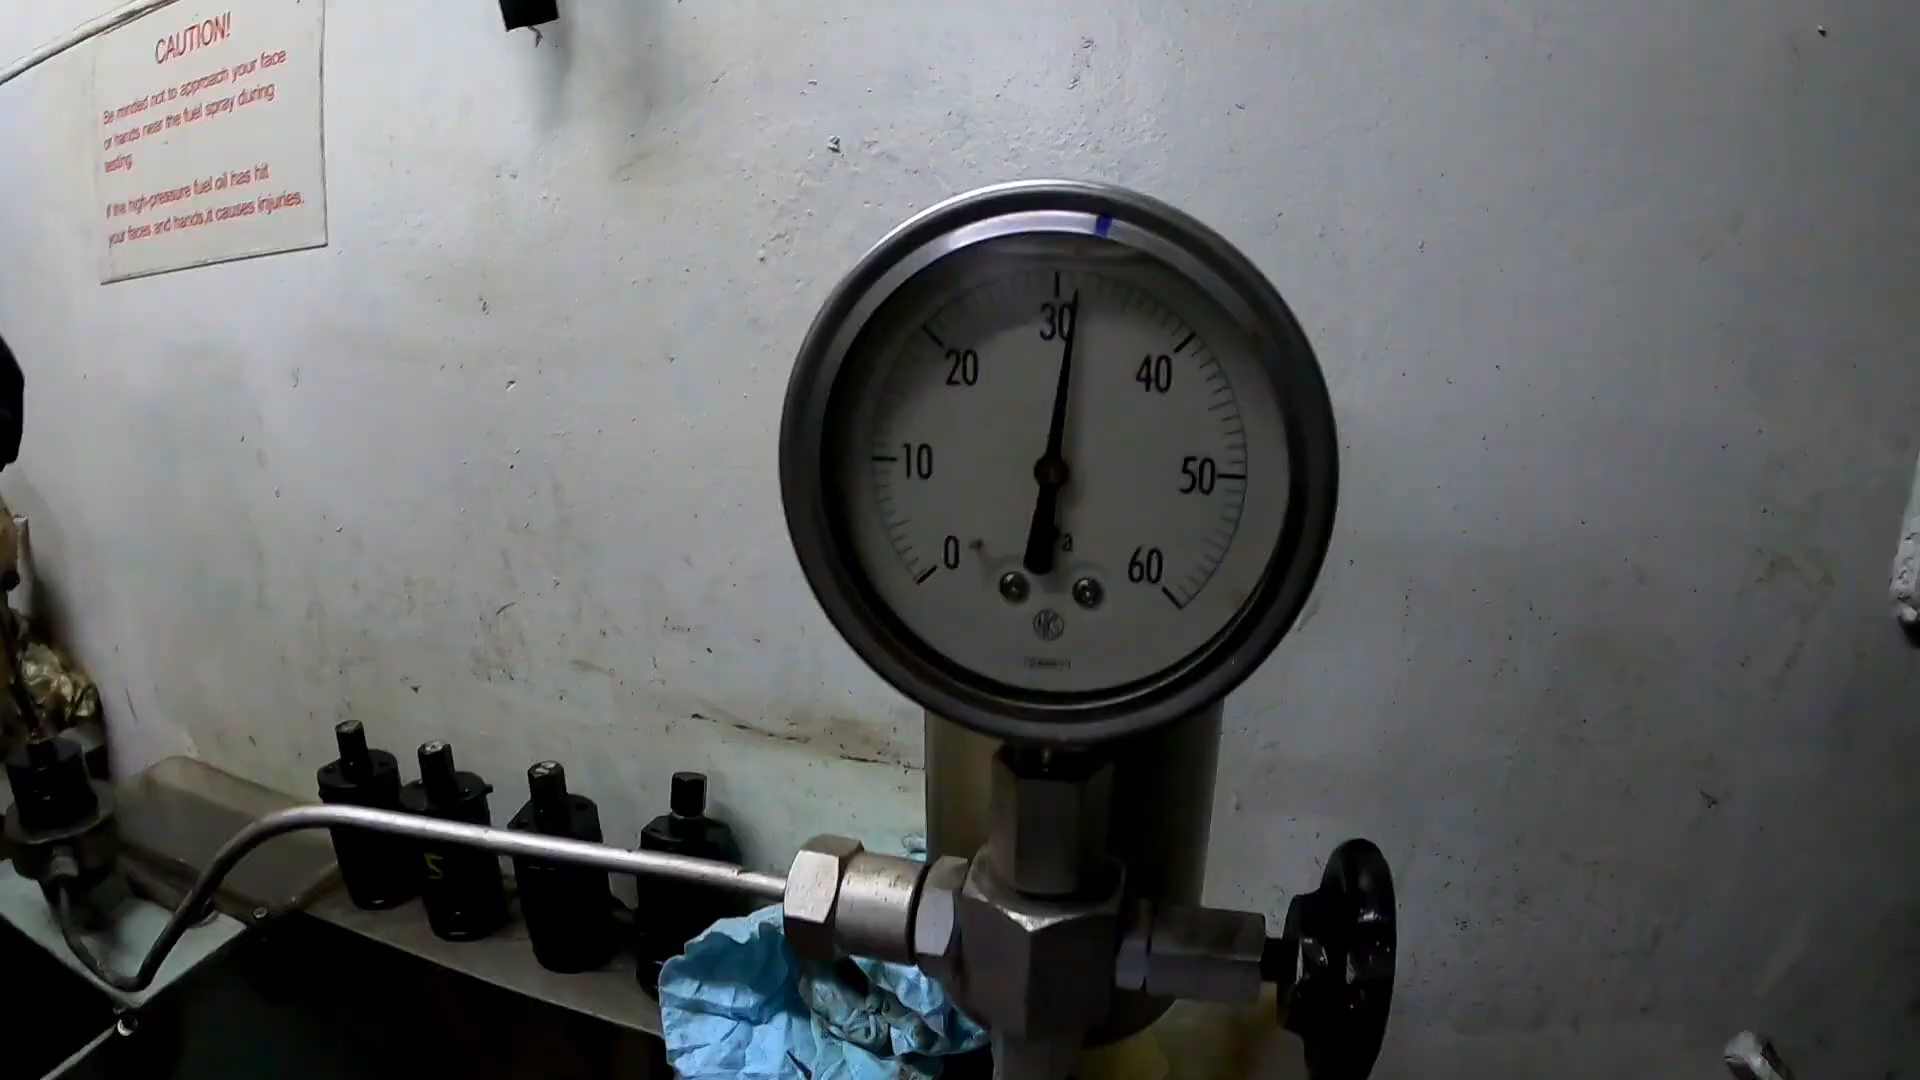 CAUTION!
Be minded not to approach your face
or hands near the fuel spray during
testing.
If the high-pressure fuel oil has hit
your faces and hands,it causes injuries.
0
10
20
30
40
50
60
a
5